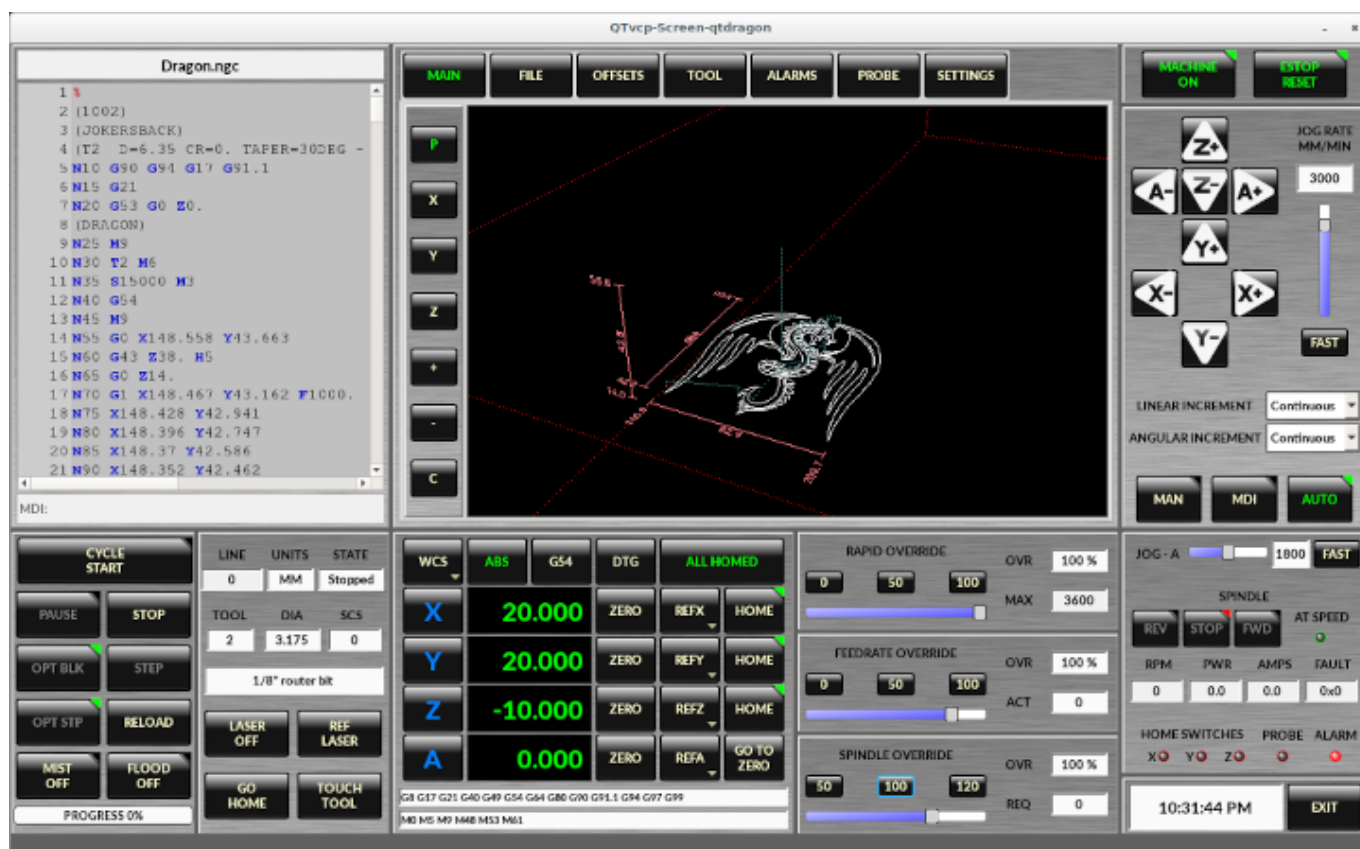 QTvcp-Screen-qtdragon
Dragon.ngc
1 %
2 (1002)
3 (JOKERSBACK)
4 (T2 D=6.35 CR=0. TAPER=30DEG -
5 N10 G90 G94 G17 G91.1
6 N15 G21
7 N20 G53 G0 Z0.
8 (DRAGON)
9 N25 M9
10 N30 T2 M6
11 N35 S15000 M3
12 N40 G54
13 N45 M9
14 N55 G0 X148.558 Y43.663
15 N60 G43 Z38. H5
16 N65 G0 Z14.
17 N70 G1 X148.467 Y43.162 F1000.
18 N75 X148.428 Y42.941
19 N80 X148.396 Y42.747
20 N85 X148.37 Y42.586
21 N90 X148.352 Y42.462
MDI:
MAIN FILE OFFSETS TOOL ALARMS PROBE SETTINGS
P
X
Y
Z
+
-
C
MACHINE ON
ESTOP RESET
JOG RATE
MM/MIN
3000
Z+
A- Z- A+
Y+
X- X+
Y-
FAST
LINEAR INCREMENT Continuous
ANGULAR INCREMENT Continuous
MAN MDI AUTO
CYCLE START
PAUSE STOP
OPT BLK STEP
OPT STP RELOAD
MIST OFF FLOOD OFF
PROGRESS 0%
LINE UNITS STATE
0 MM Stopped
TOOL DIA SCS
2 3.175 0
1/8" router bit
LASER OFF REF LASER
GO HOME TOUCH TOOL
WCS ABS G54 DTG ALL HOMED
X 20.000 ZERO REFX HOME
Y 20.000 ZERO REFY HOME
Z -10.000 ZERO REFZ HOME
A 0.000 ZERO REFA GO TO ZERO
G8 G17 G21 G40 G49 G54 G64 G80 G90 G91.1 G94 G97 G99
M0 M5 M9 M48 M53 M61
RAPID OVERRIDE
OVR 100 %
0 50 100
MAX 3600
FEEDRATE OVERRIDE
OVR 100 %
0 50 100
ACT 0
SPINDLE OVERRIDE
OVR 100 %
50 100 120
REQ 0
JOG - A 1800 FAST
SPINDLE
REV STOP FWD AT SPEED
RPM PWR AMPS FAULT
0 0.0 0.0 0x0
HOME SWITCHES PROBE ALARM
X Y Z
10:31:44 PM EXIT